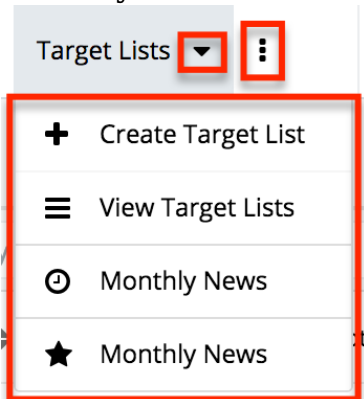 Target Lists
Create Target List
View Target Lists
Monthly News
Monthly News